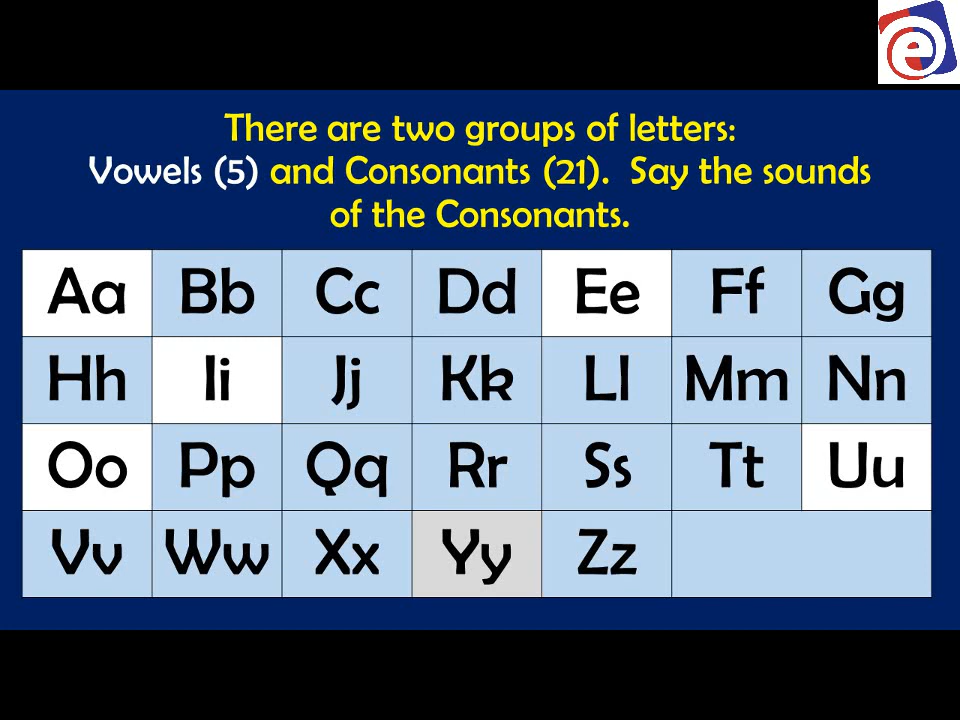 e
There are two groups of letters:
Vowels (5) and Consonants (21). Say the sounds
of the Consonants.
Aa Bb Cc Dd Ee Ff Gg
Hh Ii Jj Kk Ll Mm Nn
Oo Pp Qq Rr Ss Tt Uu
Vv Ww Xx Yy Zz